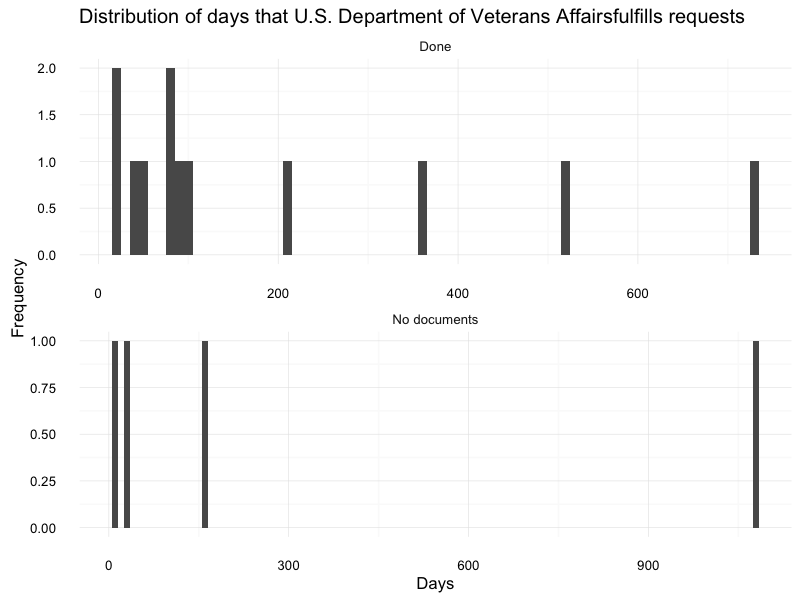 Distribution of days that U.S. Department of Veterans Affairsfulfills requests
Done
2.0
1.5
1.0
0.5
0.0
0 200 400 600
Frequency
No documents
1.00
0.75
0.50
0.25
0.00
0 300 600 900
Days